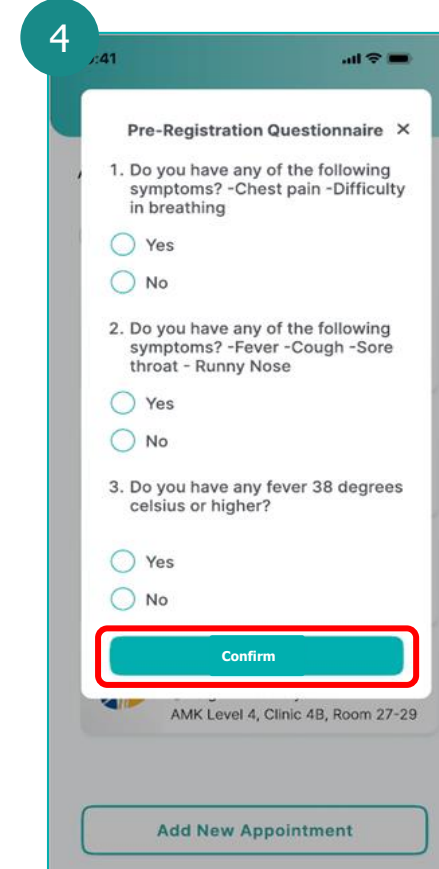 4
:41
Pre-Registration Questionnaire ×
1. Do you have any of the following
symptoms? -Chest pain -Difficulty
in breathing
Yes
No
2. Do you have any of the following
symptoms? -Fever -Cough -Sore
throat - Runny Nose
Yes
No
3. Do you have any fever 38 degrees
celsius or higher?
Yes
No
Confirm
AMK Level 4, Clinic 4B, Room 27-29
Add New Appointment